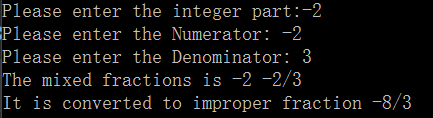 Please enter the integer part:-2
Please enter the Numerator: -2
Please enter the Denominator: 3
The mixed fractions is -2 -2/3
It is converted to improper fraction -8/3